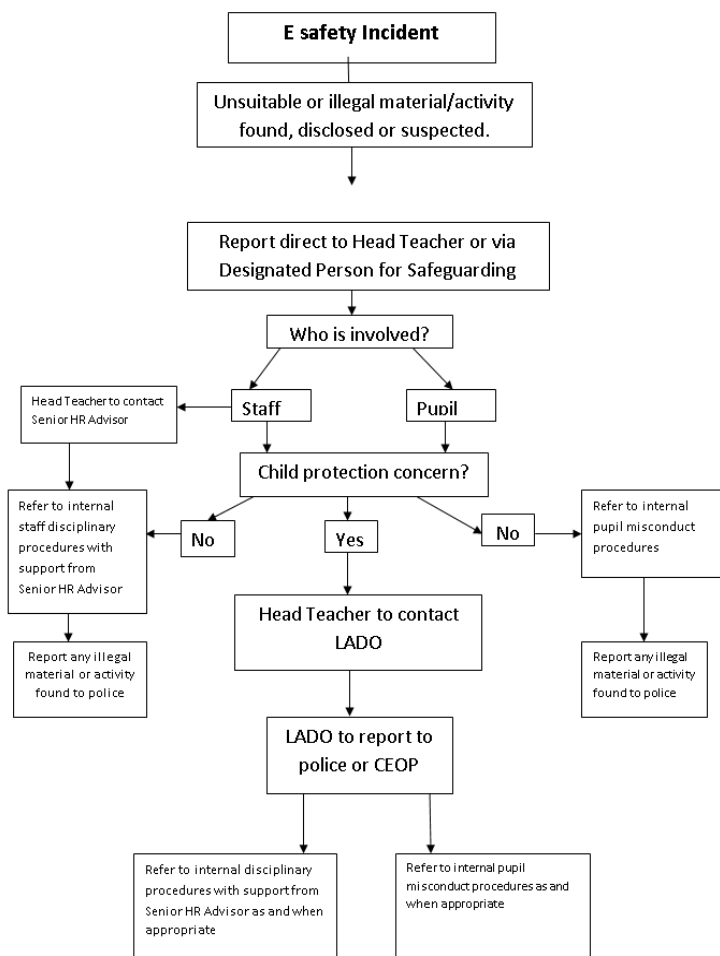 E safety Incident
Unsuitable or illegal material/activity
found, disclosed or suspected.
Report direct to Head Teacher or via
Designated Person for Safeguarding
Who is involved?
Head Teacher to contact
Senior HR Advisor
Staff
Pupil
Child protection concern?
Refer to internal
staff disciplinary
procedures with
support from
Senior HR Advisor
No
Yes
No
Refer to internal
pupil misconduct
procedures
Head Teacher to contact
LADO
Report any illegal
material or activity
found to police
Report any illegal
material or activity
found to police
LADO to report to
police or CEOP
Refer to internal disciplinary
procedures with support from
Senior HR Advisor as and when
appropriate
Refer to internal pupil
misconduct procedures as and
when appropriate